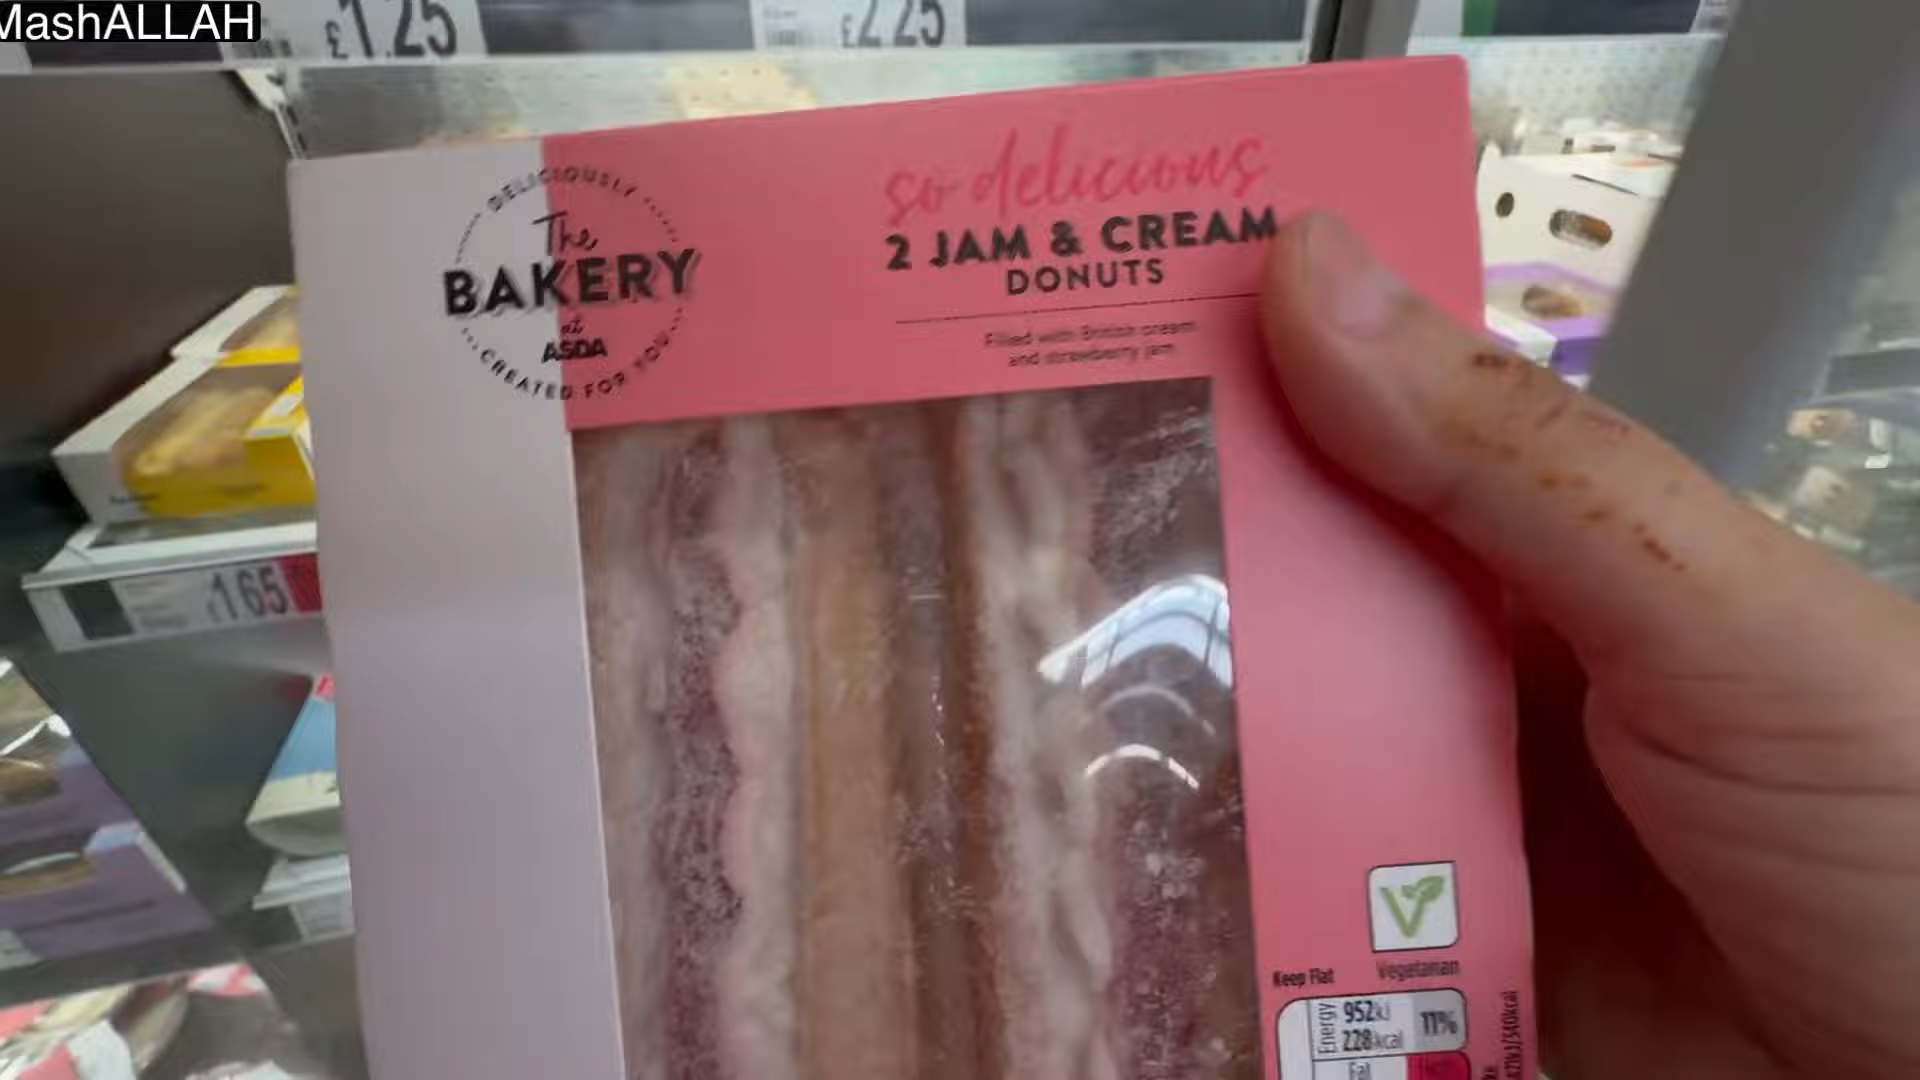 MashALLAH
£1.25
£2.25
DELICIOUSLY
The
BAKERY
at
ASDA
CREATED FOR YOU
so delicious
2 JAM & CREAM
DONUTS
Filled with British cream
and strawberry jam
£1.65
Vegetarian
Keep Flat
Energy
952kJ
228kcal
11%
Fat